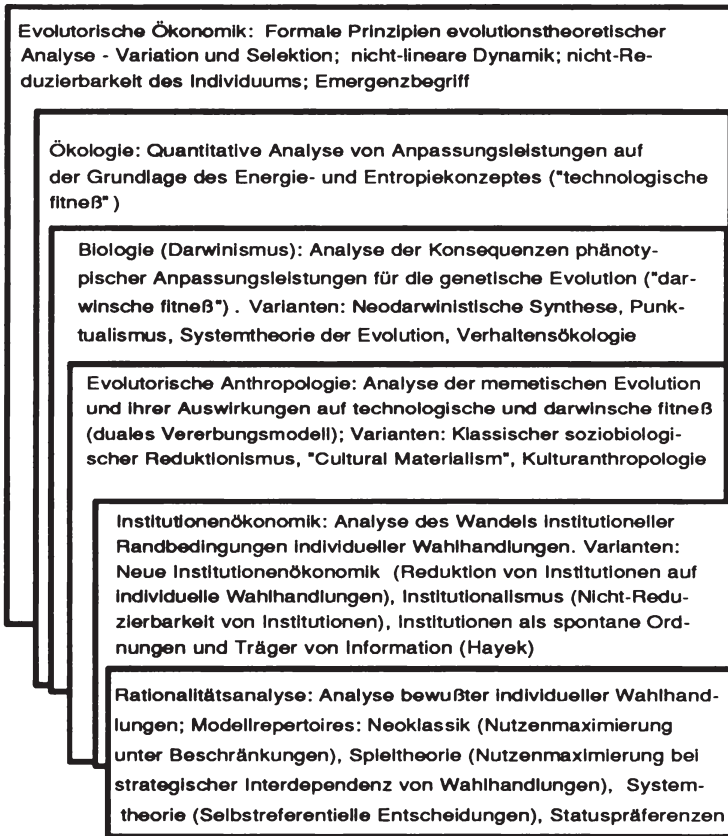 Evolutorische Ökonomik: Formale Prinzipien evolutionstheoretischer
Analyse - Variation und Selektion; nicht-lineare Dynamik; nicht-Re-
duzierbarkeit des Individuums; Emergenzbegriff
Ökologie: Quantitative Analyse von Anpassungsleistungen auf
der Grundlage des Energie- und Entropiekonzeptes ("technologische
fitneß" )
Biologie (Darwinismus): Analyse der Konsequenzen phänoty-
pischer Anpassungsleistungen für die genetische Evolution ("dar-
winsche fitneß") . Varianten: Neodarwinistische Synthese, Punk-
tualismus, Systemtheorie der Evolution, Verhaltensökologie
Evolutorische Anthropologie: Analyse der memetischen Evolution
und ihrer Auswirkungen auf technologische und darwinsche fitneß
(duales Vererbungsmodell); Varianten: Klassischer soziobiologi-
scher Reduktionismus, "Cultural Materialism", Kulturanthropologie
Institutionenökonomik: Analyse des Wandels institutioneller
Randbedingungen individueller Wahlhandlungen. Varianten:
Neue Institutionenökonomik (Reduktion von Institutionen auf
individuelle Wahlhandlungen), Institutionalismus (Nicht-Redu-
zierbarkeit von Institutionen), Institutionen als spontane Ord-
nungen und Träger von Information (Hayek)
Rationalitätsanalyse: Analyse bewußter individueller Wahlhand-
lungen; Modellrepertoires: Neoklassik (Nutzenmaximierung
unter Beschränkungen), Spieltheorie (Nutzenmaximierung bei
strategischer Interdependenz von Wahlhandlungen), System-
theorie (Selbstreferentielle Entscheidungen), Statuspräferenzen